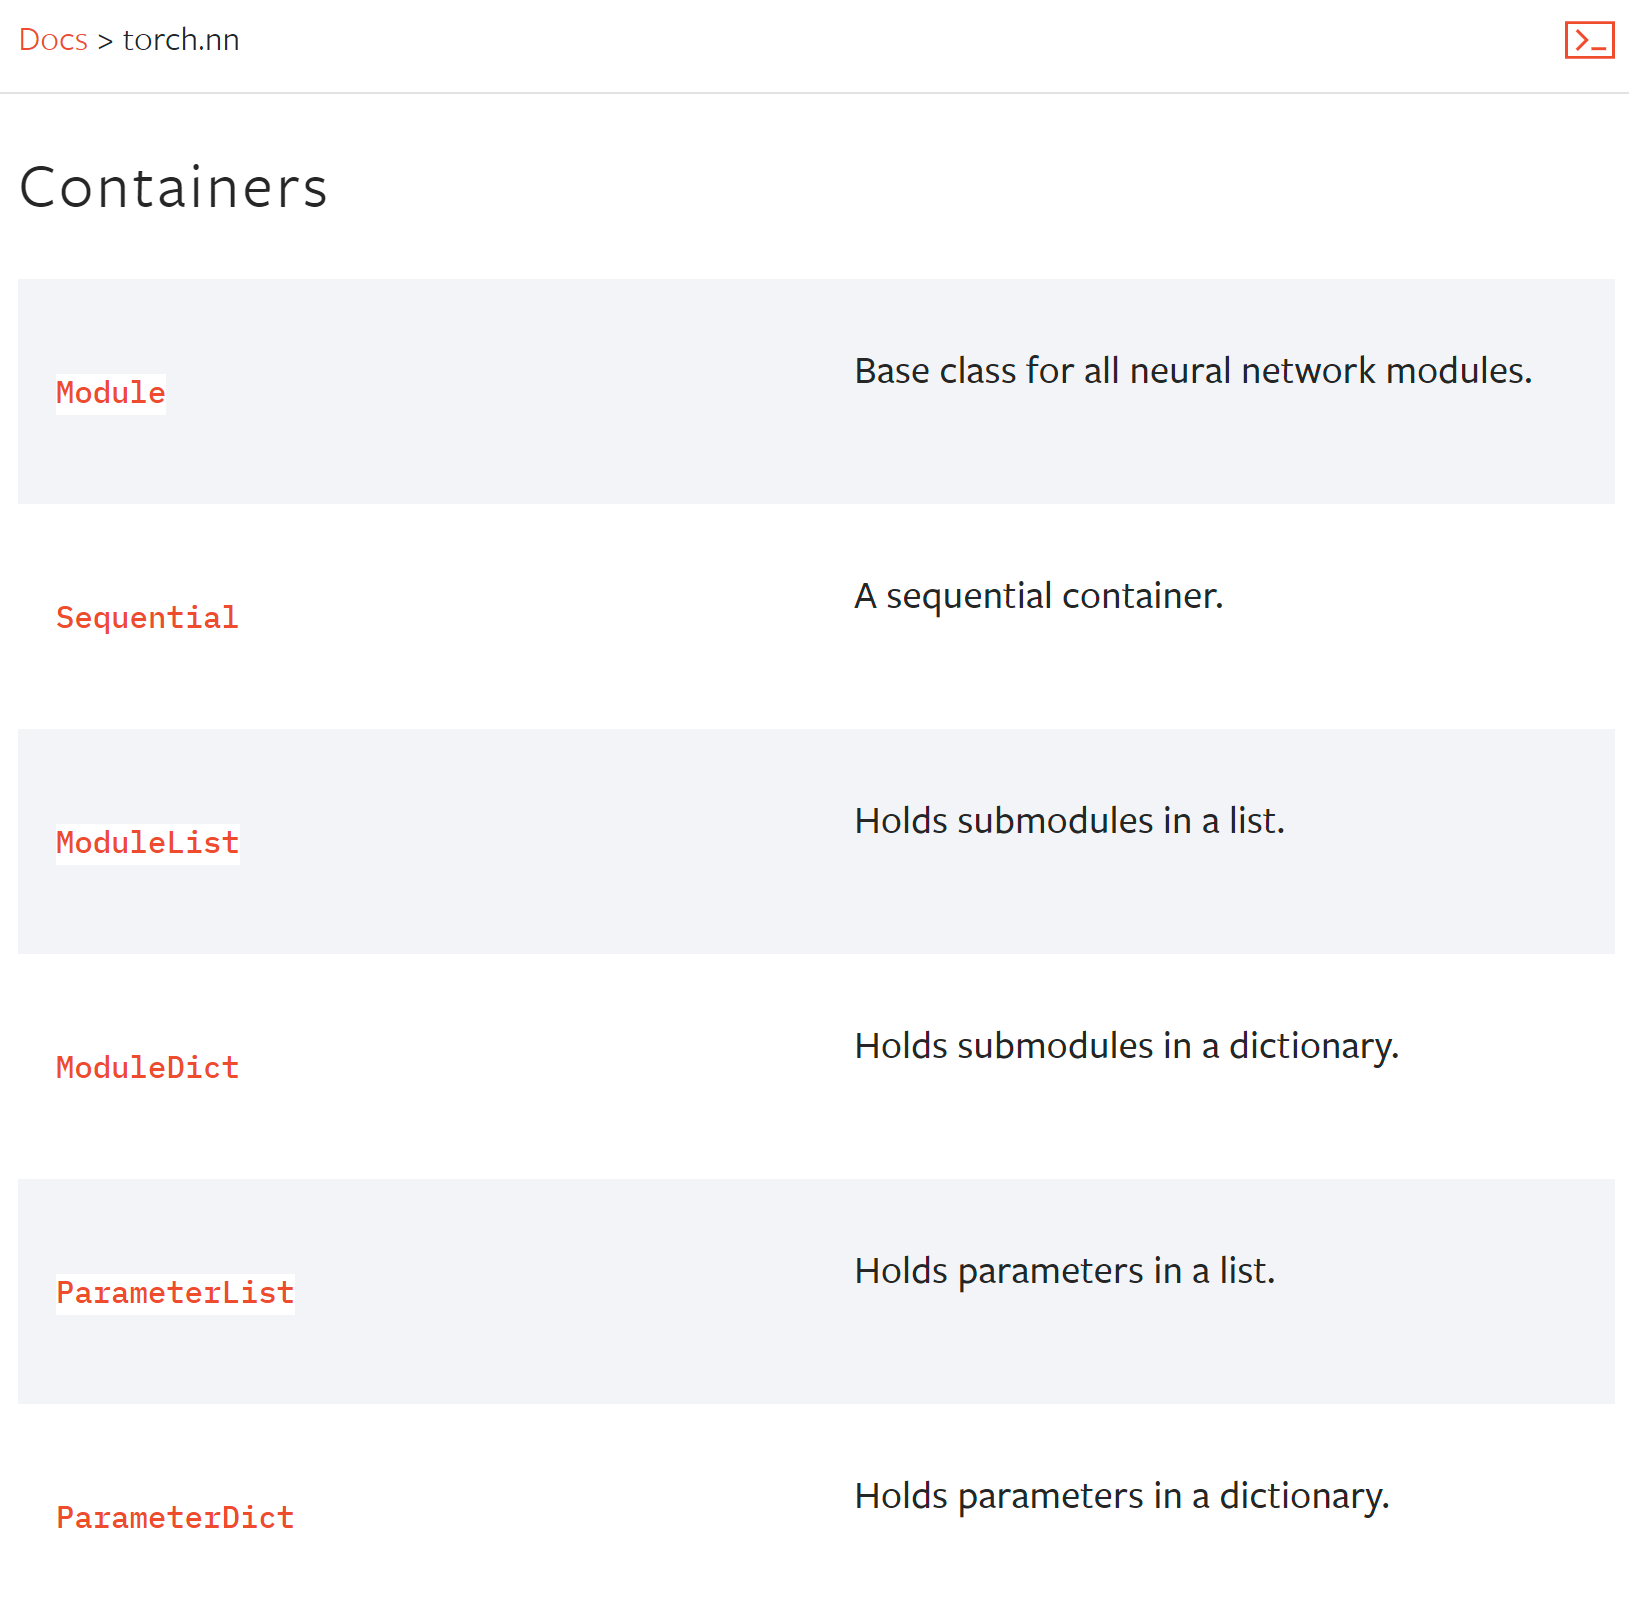 Docs > torch.nn
Containers
Module
Base class for all neural network modules.
Sequential
A sequential container.
ModuleList
Holds submodules in a list.
ModuleDict
Holds submodules in a dictionary.
ParameterList
Holds parameters in a list.
ParameterDict
Holds parameters in a dictionary.